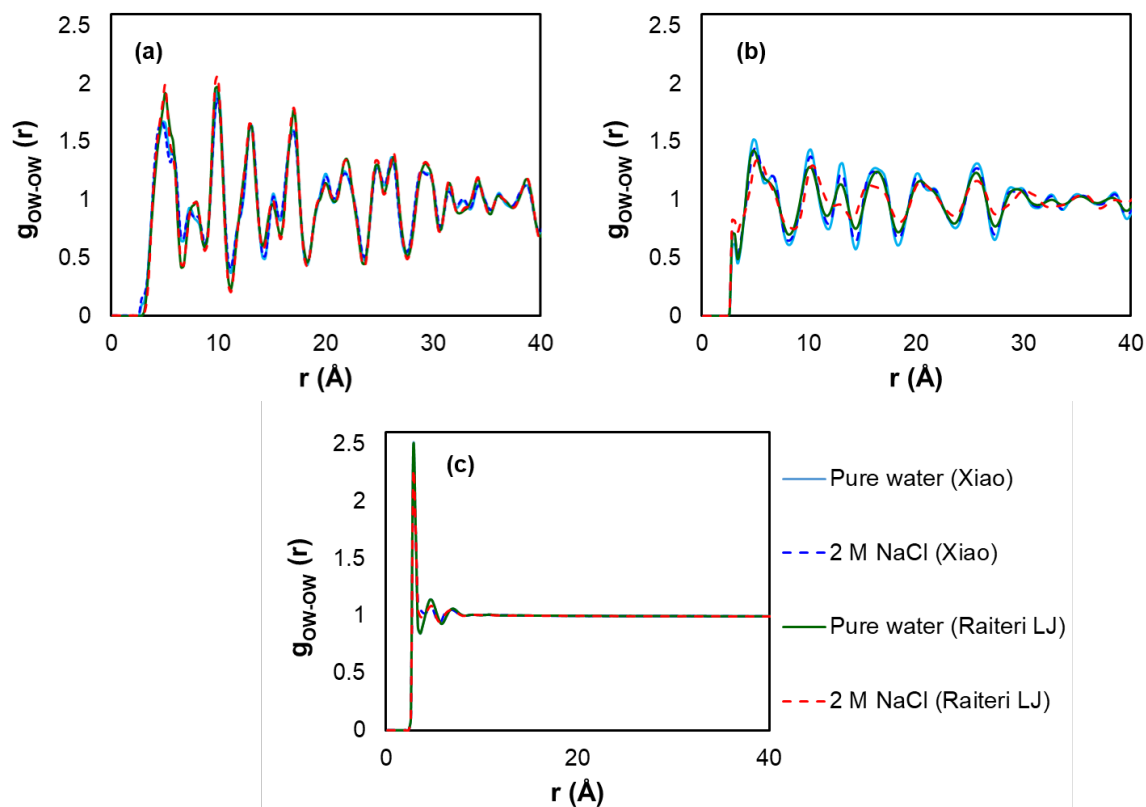 (a)
2.5
2
1.5
1
0.5
0
gOW-OW (r)
0 10 20 30 40
r (Å)
(b)
2.5
2
1.5
1
0.5
0
gOW-OW (r)
0 10 20 30 40
r (Å)
(c)
2.5
2
1.5
1
0.5
0
gOW-OW (r)
0 20 40
r (Å)
Pure water (Xiao)
2 M NaCl (Xiao)
Pure water (Raiteri LJ)
2 M NaCl (Raiteri LJ)